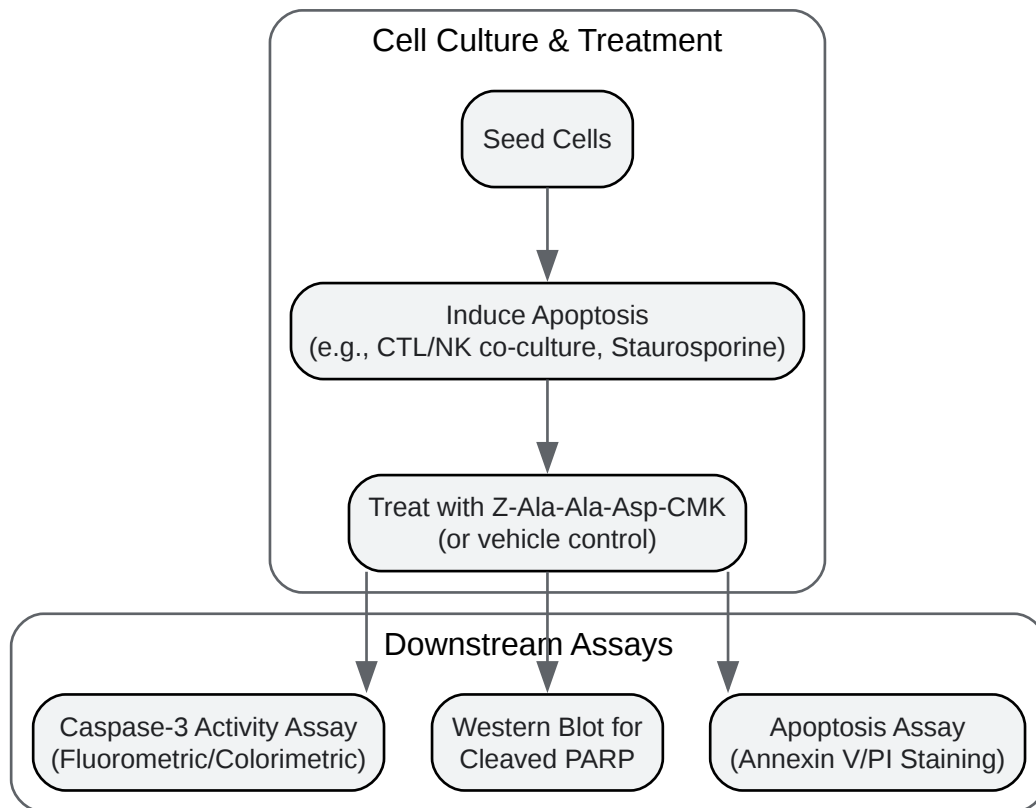 Cell Culture & Treatment
Seed Cells
Induce Apoptosis
(e.g., CTL/NK co-culture, Staurosporine)
Treat with Z-Ala-Ala-Asp-CMK
(or vehicle control)
Downstream Assays
Caspase-3 Activity Assay
(Fluorometric/Colorimetric)
Western Blot for
Cleaved PARP
Apoptosis Assay
(Annexin V/PI Staining)